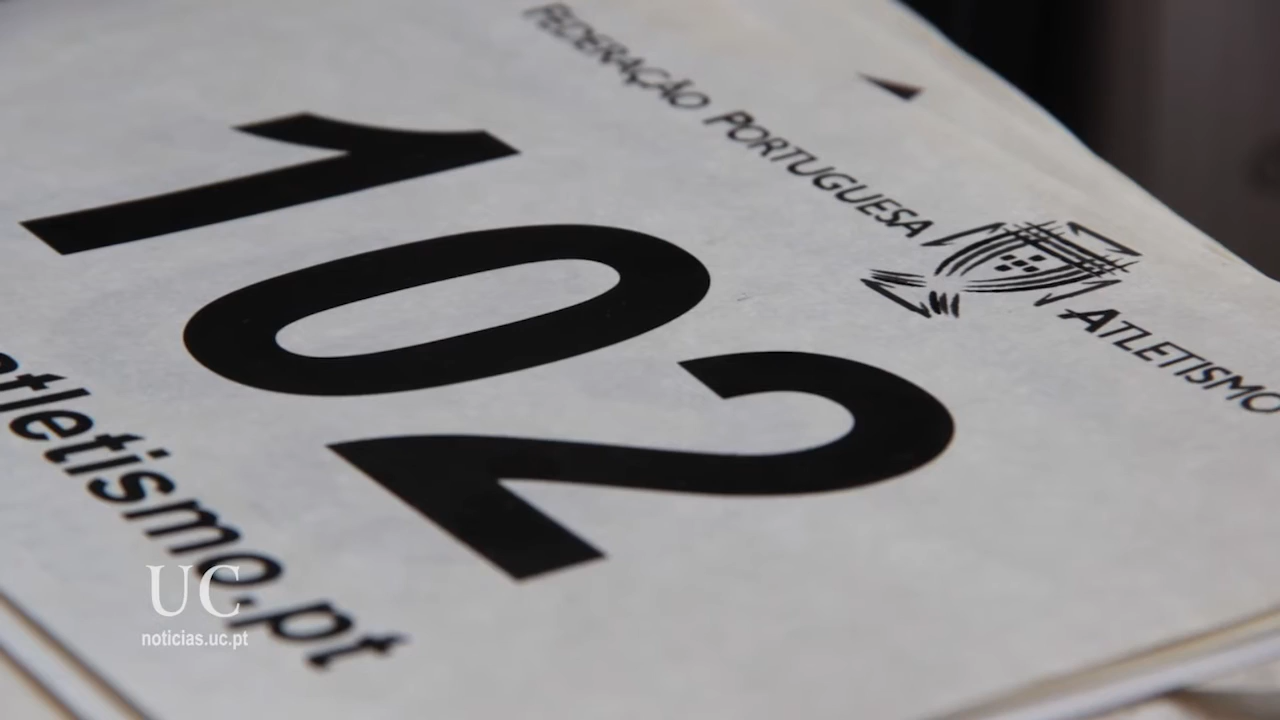 FEDERAÇÃO PORTUGUESA ATLETISMO
102
atletismo.pt
UC
noticias.uc.pt